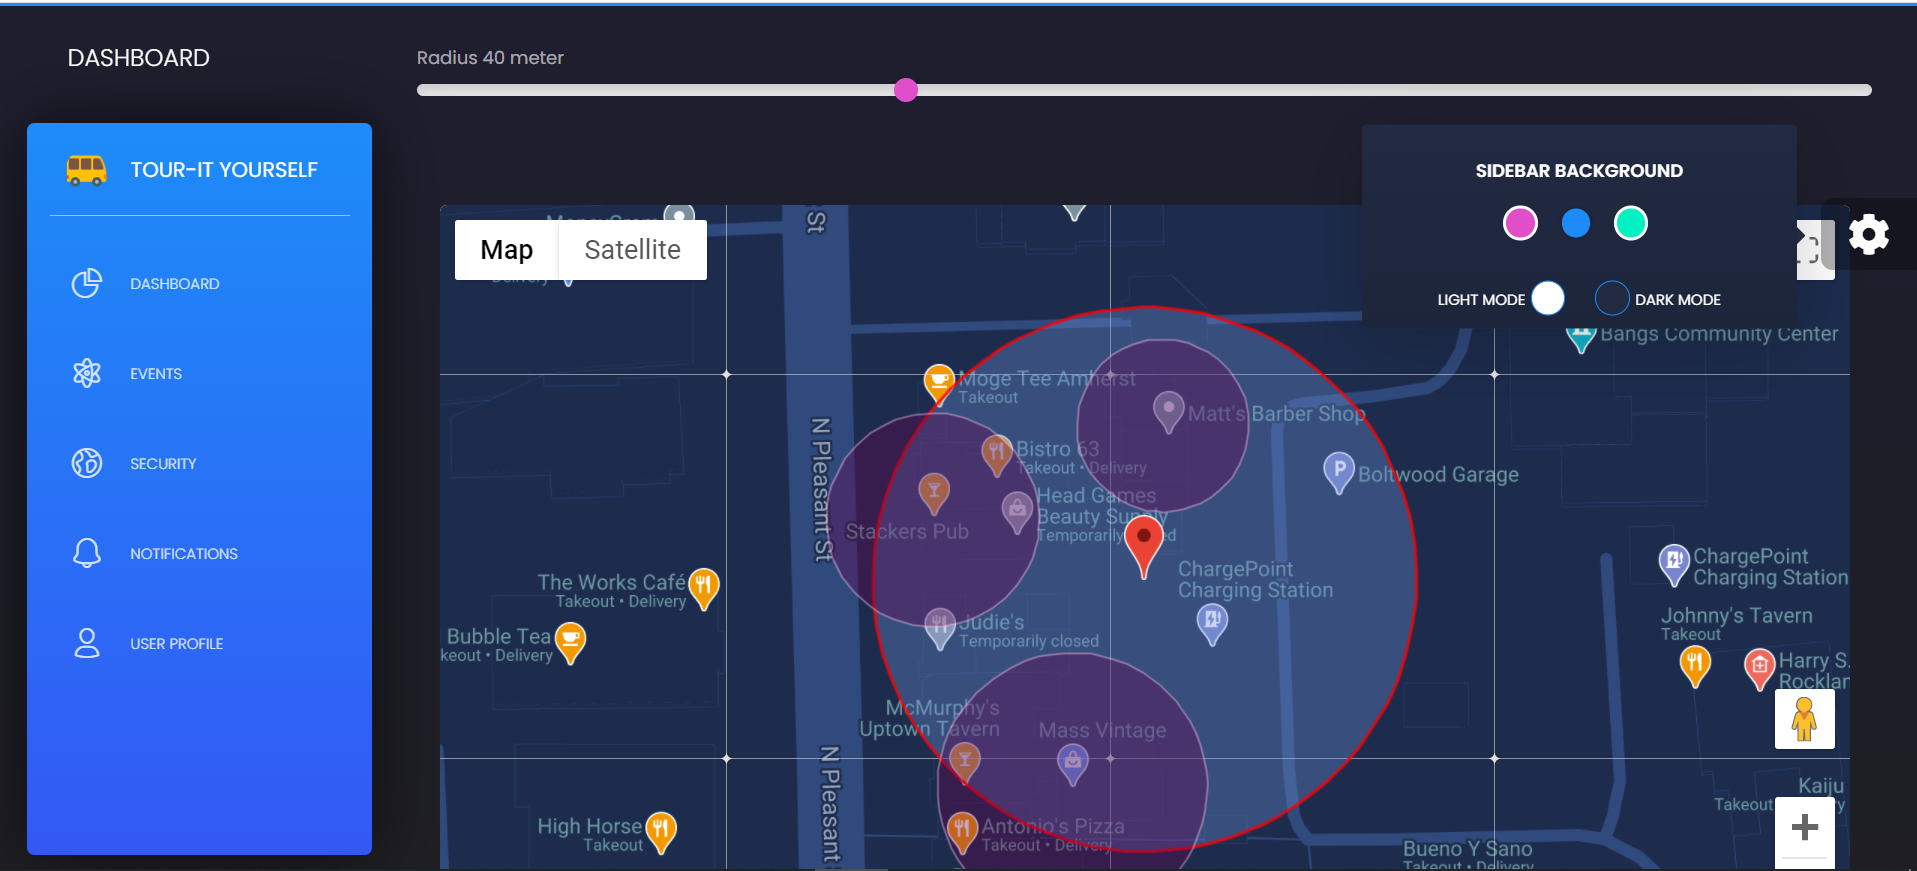 DASHBOARD
Radius 40 meter
TOUR-IT YOURSELF
DASHBOARD
EVENTS
SECURITY
NOTIFICATIONS
USER PROFILE
SIDEBAR BACKGROUND
LIGHT MODE
DARK MODE
Map
Satellite
MoneyGram
Delivery
St
Bangs Community Center
Moge Tee Amherst
Takeout
Matt's Barber Shop
Bistro 63
Takeout • Delivery
Boltwood Garage
N Pleasant St
Head Games
Beauty Supply
Temporarily
Stackers Pub
ChargePoint
Charging Station
ChargePoint
Charging Station
The Works Café
Takeout • Delivery
Judie's
Temporarily closed
Johnny's Tavern
Takeout
Bubble Tea
keout • Delivery
Harry S.
Rocklan
McMurphy's
Uptown Tavern
Mass Vintage
N Pleasant
Kaiju
Takeout
High Horse
Takeout
Antonio's Pizza
Takeout • Delivery
Bueno Y Sano
Takeout • Delivery
P